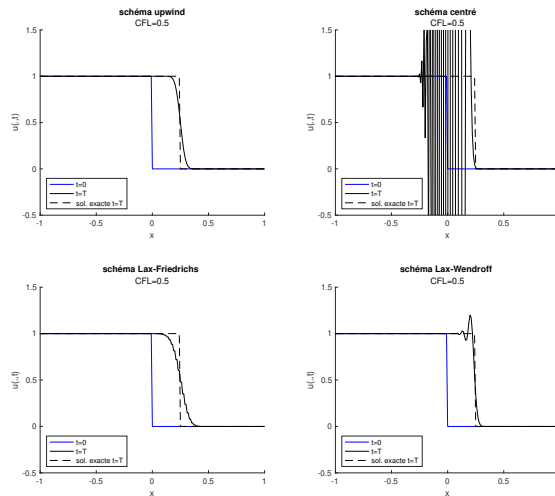 schéma upwind
CFL=0.5
1.5
1
0.5
0
-0.5
u(.,t)
-1
-0.5
0
0.5
1
x
t=0
t=T
sol. exacte t=T
schéma centré
CFL=0.5
1.5
1
0.5
0
-0.5
u(.,t)
-1
-0.5
0
0.5
x
t=0
t=T
sol. exacte t=T
schéma Lax-Friedrichs
CFL=0.5
1.5
1
0.5
0
-0.5
u(.,t)
-1
-0.5
0
0.5
1
x
t=0
t=T
sol. exacte t=T
schéma Lax-Wendroff
CFL=0.5
1.5
1
0.5
0
-0.5
u(.,t)
-1
-0.5
0
0.5
x
t=0
t=T
sol. exacte t=T